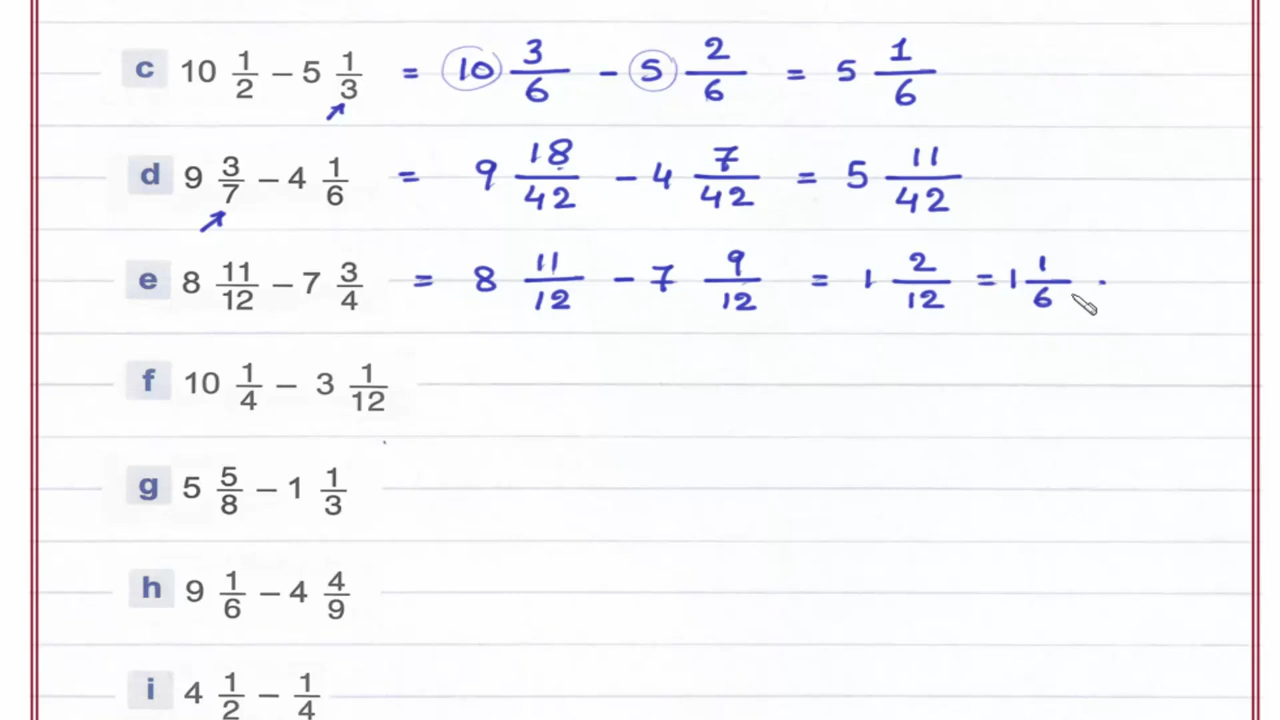 c 10 1/2 – 5 1/3 = 10 3/6 – 5 2/6 = 5 1/6
d 9 3/7 – 4 1/6 = 9 18/42 – 4 7/42 = 5 11/42
e 8 11/12 – 7 3/4 = 8 11/12 – 7 9/12 = 1 2/12 = 1 1/6 .
f 10 1/4 – 3 1/12
g 5 5/8 – 1 1/3
h 9 1/6 – 4 4/9
i 4 1/2 – 1/4